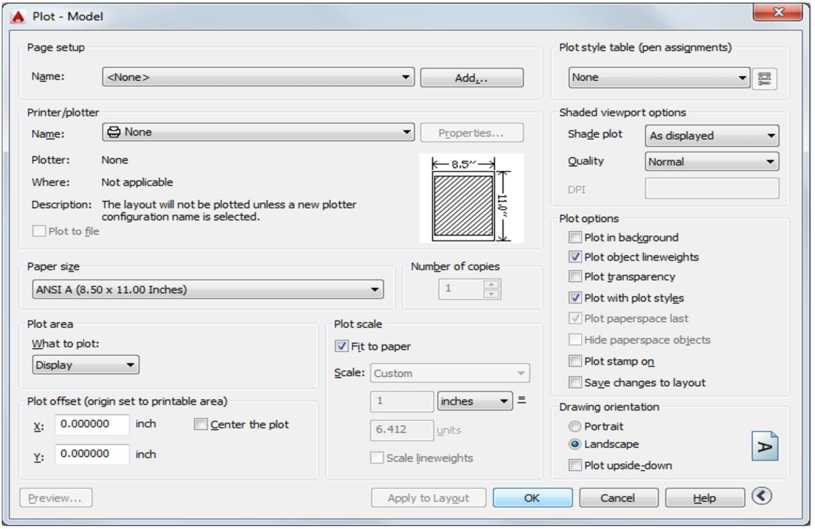 Plot - Model
Page setup
Name: <None> Add...
Printer/plotter
Name: None Properties...
Plotter: None
Where: Not applicable
Description: The layout will not be plotted unless a new plotter
configuration name is selected.
Plot to file
8.5″
11.0″
Paper size
ANSI A (8.50 x 11.00 Inches)
Number of copies
1
Plot area
What to plot:
Display
Plot offset (origin set to printable area)
X: 0.000000 inch Center the plot
Y: 0.000000 inch
Plot scale
Fit to paper
Scale: Custom
1 inches =
6.412 units
Scale lineweights
Plot style table (pen assignments)
None
Shaded viewport options
Shade plot As displayed
Quality Normal
DPI
Plot options
Plot in background
Plot object lineweights
Plot transparency
Plot with plot styles
Plot paperspace last
Hide paperspace objects
Plot stamp on
Save changes to layout
Drawing orientation
Portrait
Landscape
Plot upside-down
A
Preview... Apply to Layout OK Cancel Help